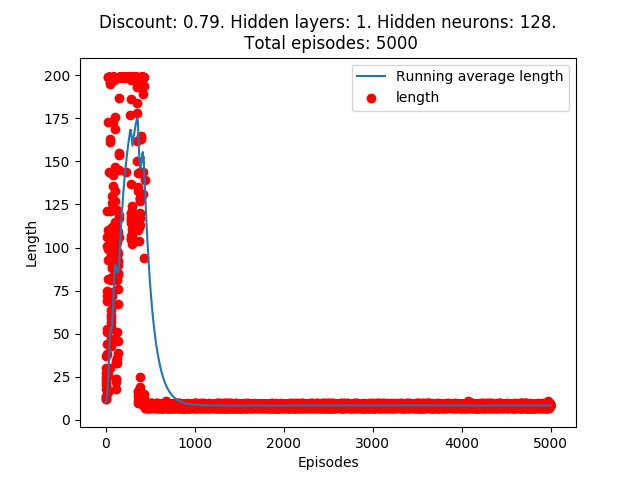 Discount: 0.79. Hidden layers: 1. Hidden neurons: 128.
Total episodes: 5000
200
175
150
125
100
75
50
25
0
Length
Running average length
length
0
1000
2000
3000
4000
5000
Episodes